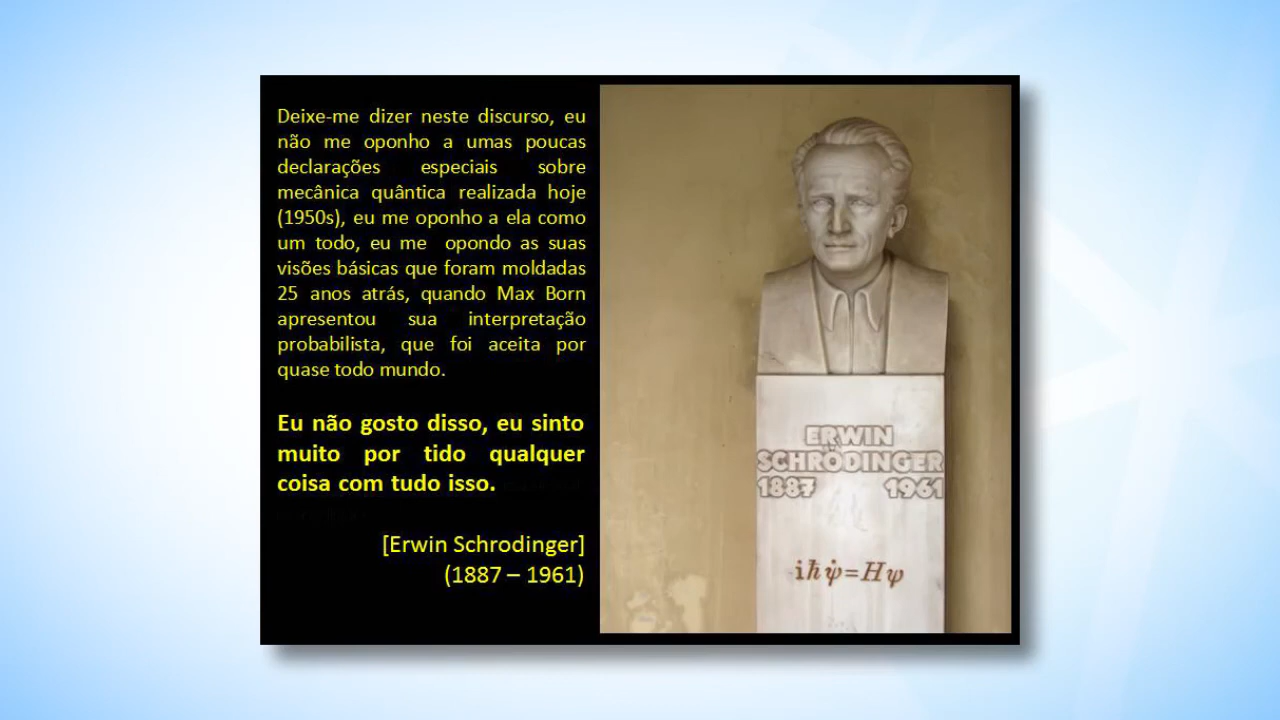 Deixe-me dizer neste discurso, eu
não me oponho a umas poucas
declarações especiais sobre
mecânica quântica realizada hoje
(1950s), eu me oponho a ela como
um todo, eu me opondo as suas
visões básicas que foram moldadas
25 anos atrás, quando Max Born
apresentou sua interpretação
probabilista, que foi aceita por
quase todo mundo.
Eu não gosto disso, eu sinto
muito por tido qualquer
coisa com tudo isso.
[Erwin Schrodinger]
(1887 – 1961)
ERWIN
SCHRÖDINGER
1887 1961
iħψ̇=Hψ